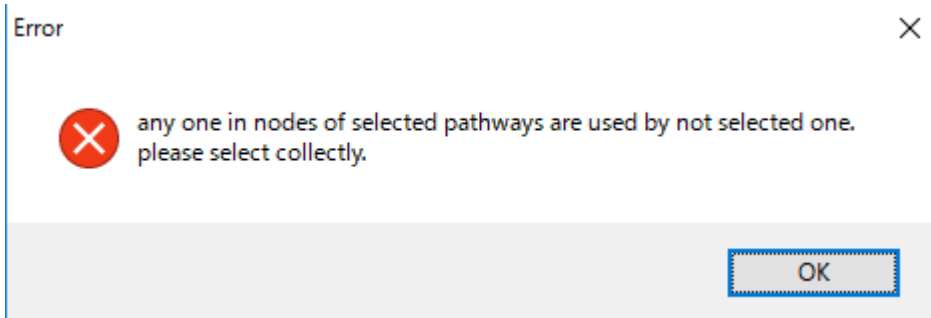 Error
any one in nodes of selected pathways are used by not selected one.
please select collectly.
OK